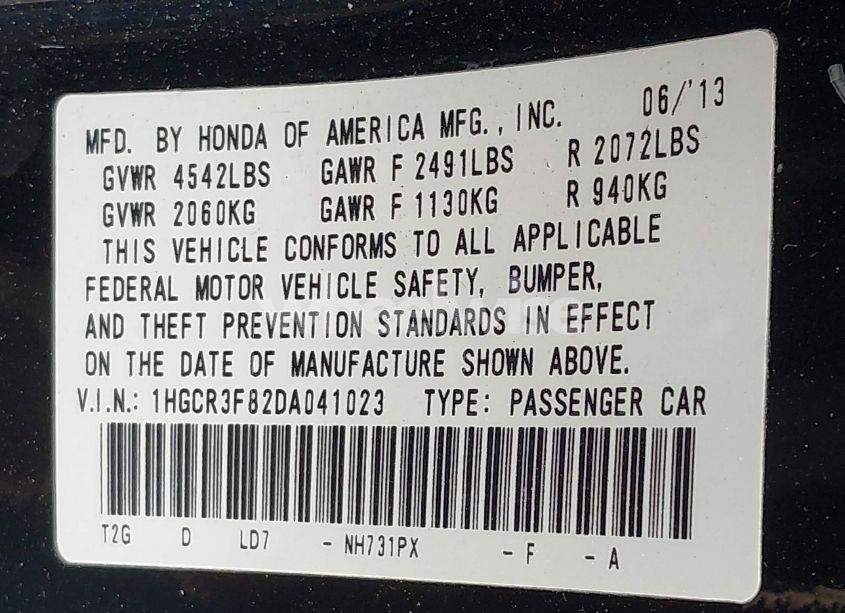 MFD. BY HONDA OF AMERICA MFG., INC. 06/'13
GVWR 4542LBS GAWR F 2491LBS R 2072LBS
GVWR 2060KG GAWR F 1130KG R 940KG
THIS VEHICLE CONFORMS TO ALL APPLICABLE
FEDERAL MOTOR VEHICLE SAFETY, BUMPER,
AND THEFT PREVENTION STANDARDS IN EFFECT
ON THE DATE OF MANUFACTURE SHOWN ABOVE.
V.I.N.: 1HGCR3F82DA041023 TYPE: PASSENGER CAR
T2G D LD7 - NH731PX - F - A